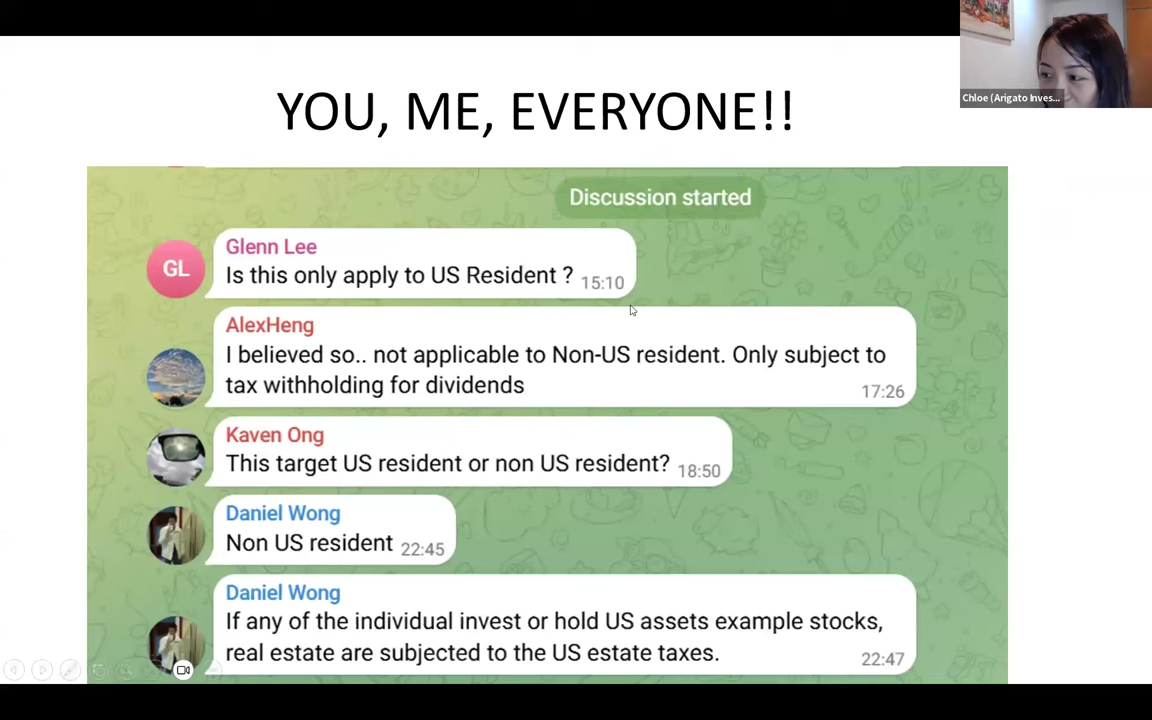 Chloe (Arigato Inves...
YOU, ME, EVERYONE!!
Discussion started
GL
Glenn Lee
Is this only apply to US Resident ? 15:10
AlexHeng
I believed so.. not applicable to Non-US resident. Only subject to
tax withholding for dividends 17:26
Kaven Ong
This target US resident or non US resident? 18:50
Daniel Wong
Non US resident 22:45
Daniel Wong
If any of the individual invest or hold US assets example stocks,
real estate are subjected to the US estate taxes. 22:47